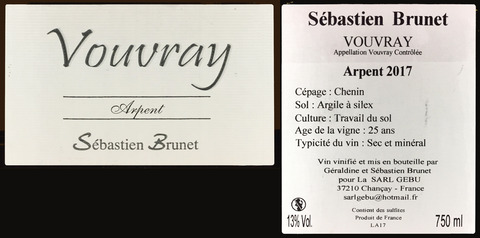 Vouvray
Arpent
Sébastien Brunet
Sébastien Brunet
VOUVRAY
Appellation Vouvray Contrôlée
Arpent 2017
Cépage : Chenin
Sol : Argile à silex
Culture : Travail du sol
Age de la vigne : 25 ans
Typicité du vin : Sec et minéral
Vin vinifié et mis en bouteille par
Géraldine et Sébastien Brunet
pour La SARL GEBU
37210 Chançay - France
sarlgebu@hotmail.fr
Contient des sulfites
Produit de France
LA17
13% Vol.
750 ml